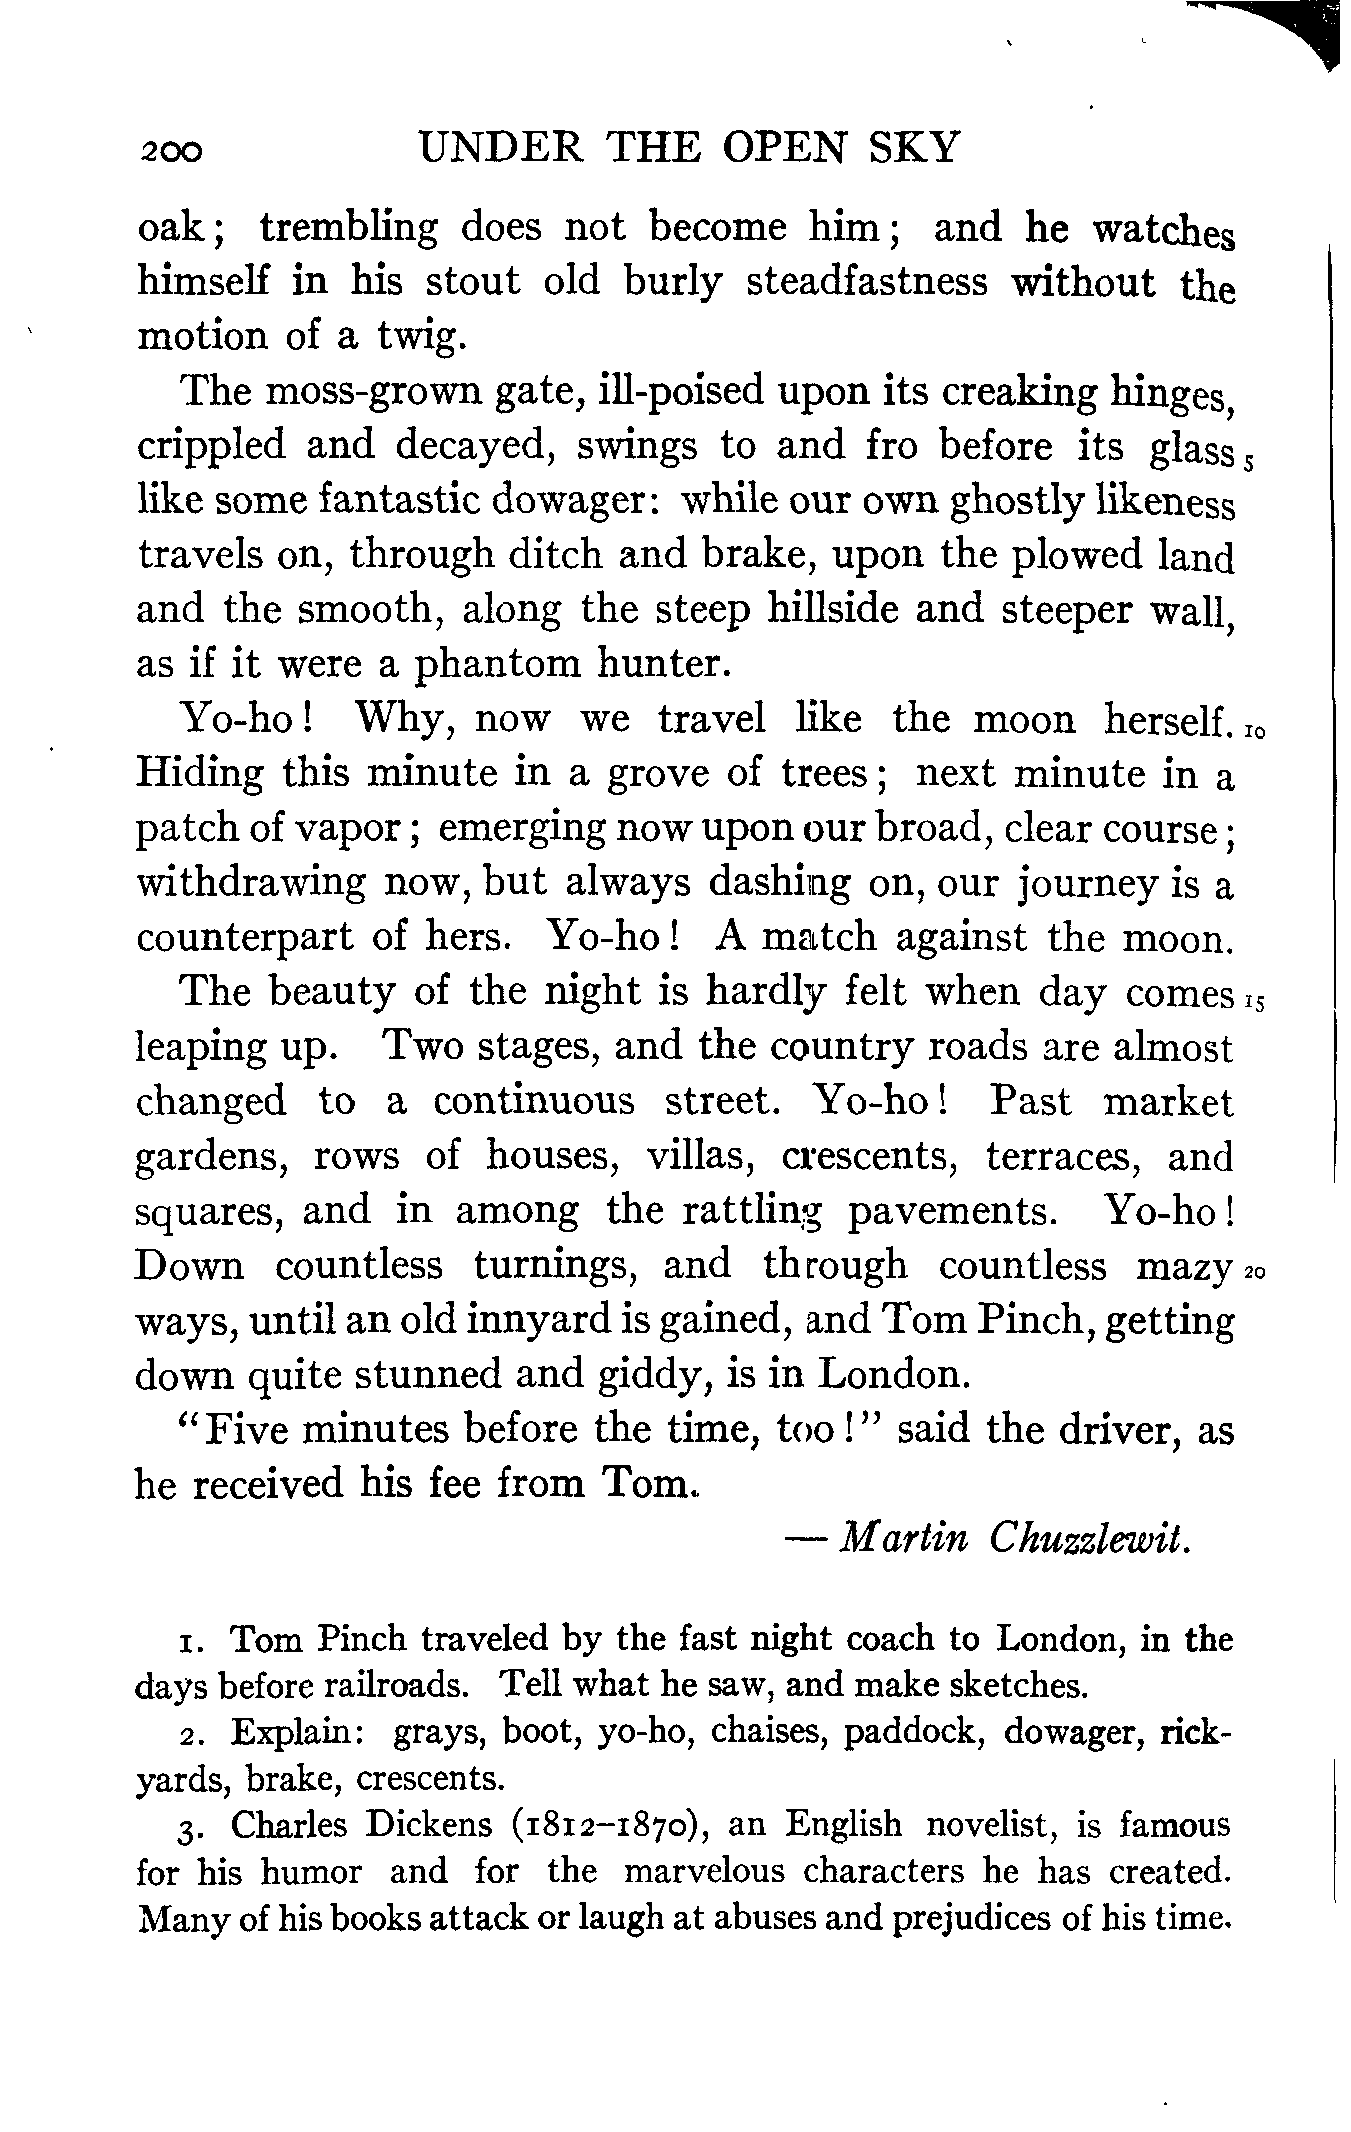 200 UNDER THE OPEN SKY
oak; trembling does not become him; and he watches
himself in his stout old burly steadfastness without the
motion of a twig.
The moss-grown gate, ill-poised upon its creaking hinges,
crippled and decayed, swings to and fro before its glass 5
like some fantastic dowager: while our own ghostly likeness
travels on, through ditch and brake, upon the plowed land
and the smooth, along the steep hillside and steeper wall,
as if it were a phantom hunter.
Yo-ho! Why, now we travel like the moon herself. 10
Hiding this minute in a grove of trees; next minute in a
patch of vapor; emerging now upon our broad, clear course;
withdrawing now, but always dashing on, our journey is a
counterpart of hers. Yo-ho! A match against the moon.
The beauty of the night is hardly felt when day comes 15
leaping up. Two stages, and the country roads are almost
changed to a continuous street. Yo-ho! Past market
gardens, rows of houses, villas, crescents, terraces, and
squares, and in among the rattling pavements. Yo-ho!
Down countless turnings, and through countless mazy 20
ways, until an old innyard is gained, and Tom Pinch, getting
down quite stunned and giddy, is in London.
"Five minutes before the time, too!" said the driver, as
he received his fee from Tom.
— Martin Chuzzlewit.
1. Tom Pinch traveled by the fast night coach to London, in the
days before railroads. Tell what he saw, and make sketches.
2. Explain: grays, boot, yo-ho, chaises, paddock, dowager, rick-
yards, brake, crescents.
3. Charles Dickens (1812–1870), an English novelist, is famous
for his humor and for the marvelous characters he has created.
Many of his books attack or laugh at abuses and prejudices of his time.